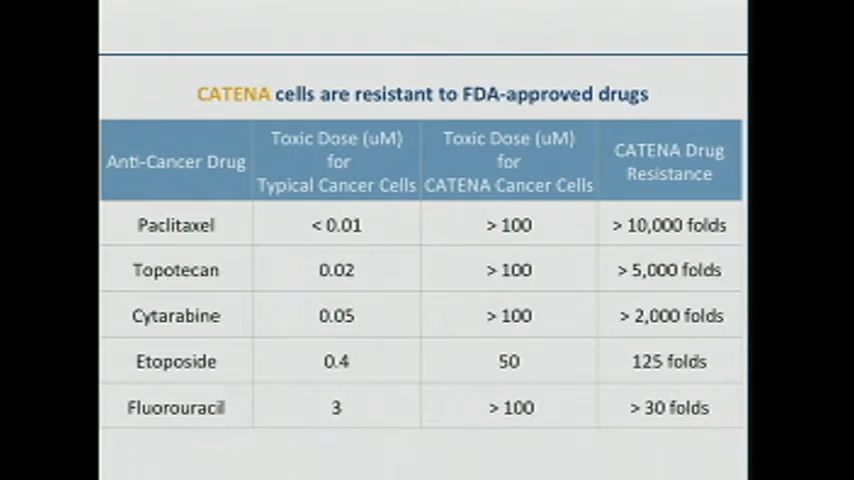 CATENA cells are resistant to FDA-approved drugs
Anti-Cancer Drug
Toxic Dose (uM)
for
Typical Cancer Cells
Toxic Dose (uM)
for
CATENA Cancer Cells
CATENA Drug
Resistance
Paclitaxel < 0.01 > 100 > 10,000 folds
Topotecan 0.02 > 100 > 5,000 folds
Cytarabine 0.05 > 100 > 2,000 folds
Etoposide 0.4 50 125 folds
Fluorouracil 3 > 100 > 30 folds